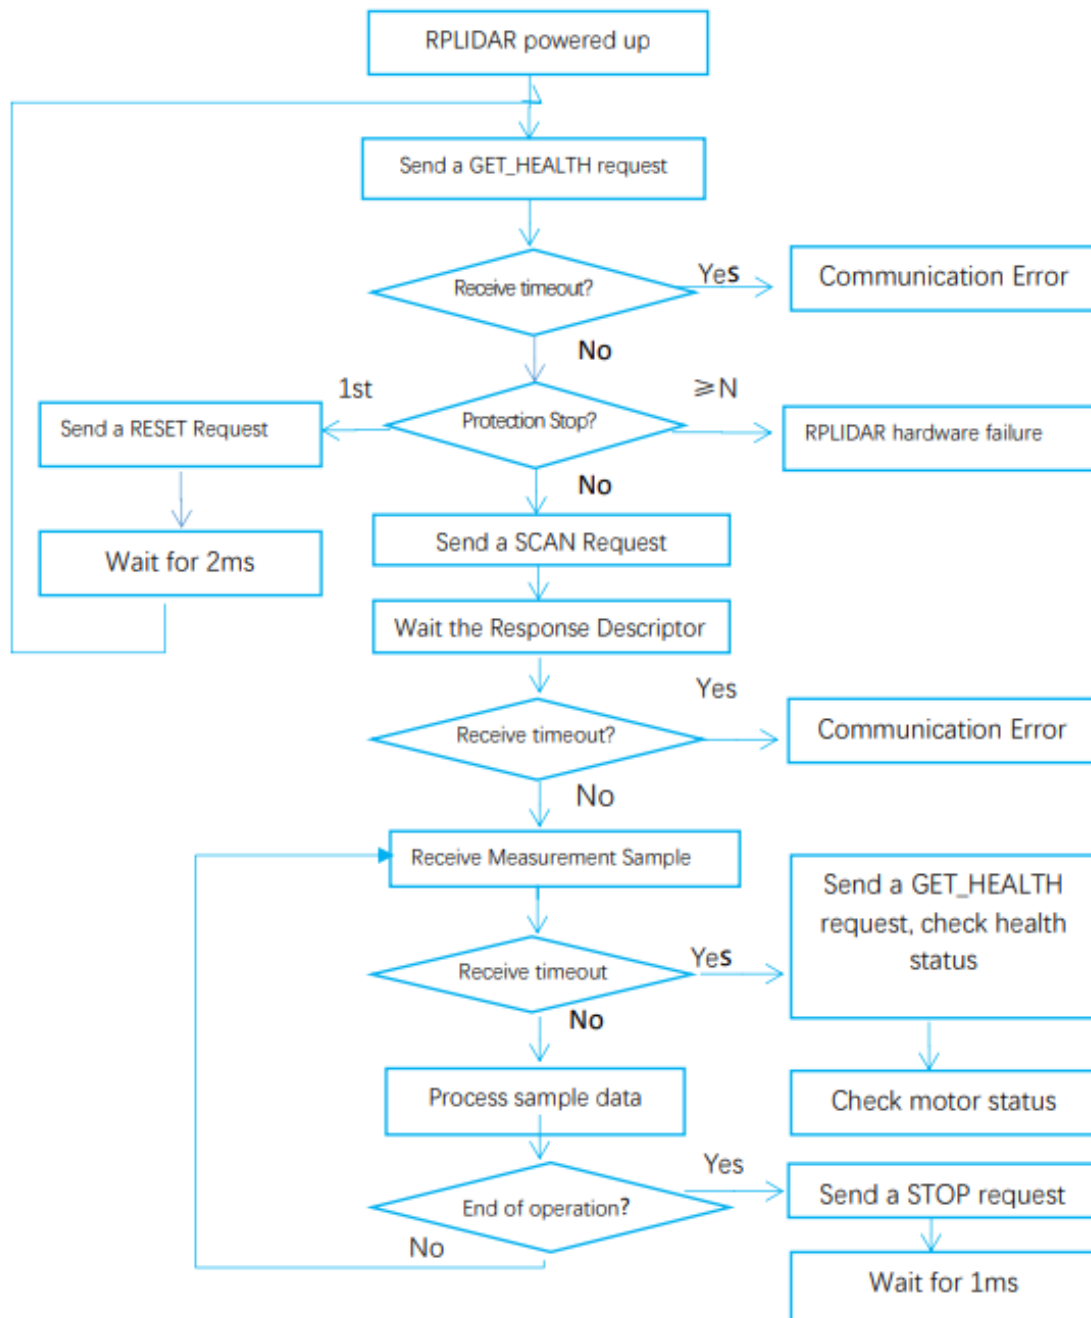 RPLIDAR powered up
Send a GET_HEALTH request
Receive timeout?
Yes
Communication Error
No
1st
≥N
Send a RESET Request
Protection Stop?
RPLIDAR hardware failure
No
Wait for 2ms
Send a SCAN Request
Wait the Response Descriptor
Yes
Receive timeout?
Communication Error
No
Receive Measurement Sample
Send a GET_HEALTH
request, check health
status
Receive timeout
Yes
No
Process sample data
Check motor status
Yes
End of operation?
Send a STOP request
No
Wait for 1ms